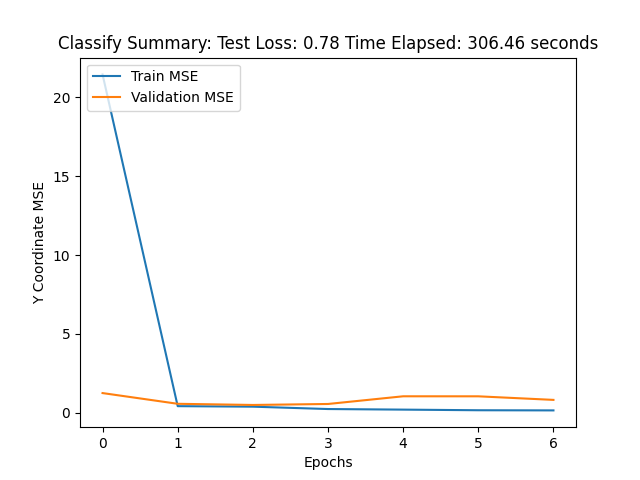 Classify Summary: Test Loss: 0.78 Time Elapsed: 306.46 seconds
Train MSE
Validation MSE
20
15
10
5
0
Y Coordinate MSE
0 1 2 3 4 5 6
Epochs